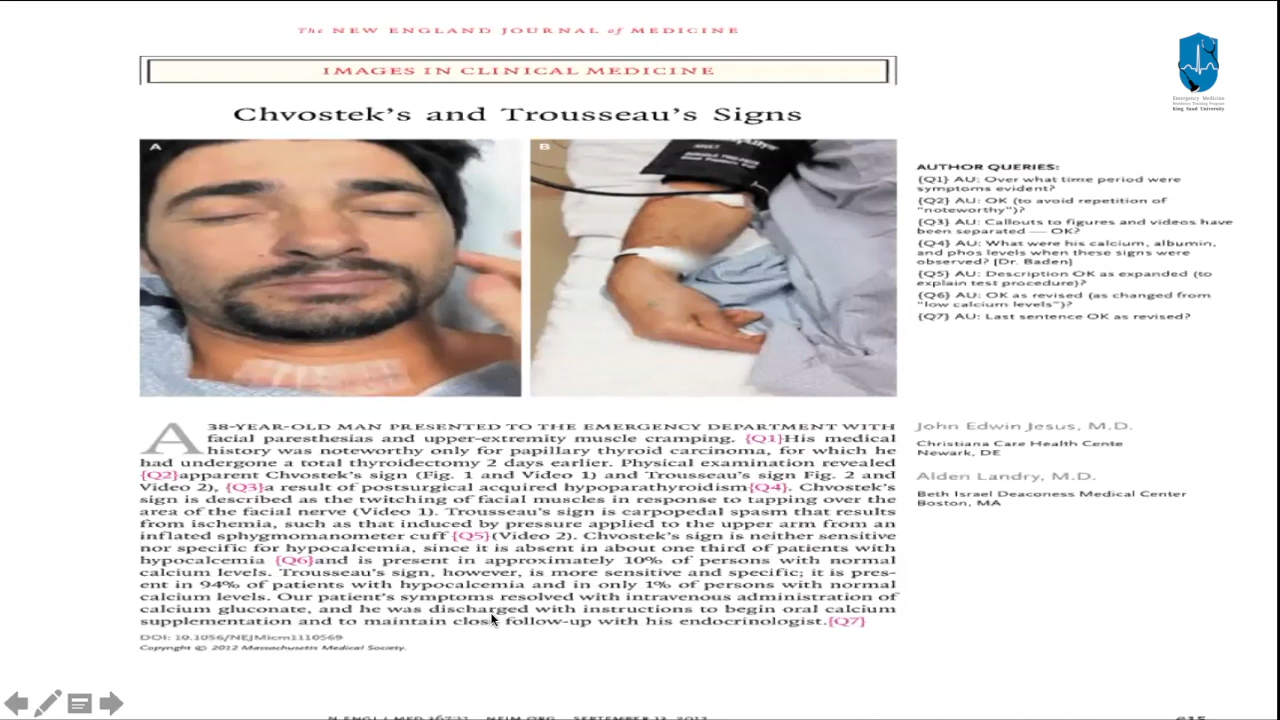 The NEW ENGLAND JOURNAL of MEDICINE
IMAGES IN CLINICAL MEDICINE
Chvostek's and Trousseau's Signs
A
B
Emergency Medicine
Residency Training Program
King Saud University
AUTHOR QUERIES:
{Q1} AU: Over what time period were
symptoms evident?
{Q2} AU: OK (to avoid repetition of
"noteworthy")?
{Q3} AU: Callouts to figures and videos have
been separated — OK?
{Q4} AU: What were his calcium, albumin,
and phos levels when these signs were
observed? [Dr. Baden]
{Q5} AU: Description OK as expanded (to
explain test procedure)?
{Q6} AU: OK as revised (as changed from
"low calcium levels")?
{Q7} AU: Last sentence OK as revised?
A 38-YEAR-OLD MAN PRESENTED TO THE EMERGENCY DEPARTMENT WITH
facial paresthesias and upper-extremity muscle cramping. {Q1}His medical
history was noteworthy only for papillary thyroid carcinoma, for which he
had undergone a total thyroidectomy 2 days earlier. Physical examination revealed
{Q2}apparent Chvostek's sign (Fig. 1 and Video 1) and Trousseau's sign Fig. 2 and
Video 2), {Q3}a result of postsurgical acquired hypoparathyroidism{Q4}. Chvostek's
sign is described as the twitching of facial muscles in response to tapping over the
area of the facial nerve (Video 1). Trousseau's sign is carpopedal spasm that results
from ischemia, such as that induced by pressure applied to the upper arm from an
inflated sphygmomanometer cuff {Q5}(Video 2). Chvostek's sign is neither sensitive
nor specific for hypocalcemia, since it is absent in about one third of patients with
hypocalcemia {Q6}and is present in approximately 10% of persons with normal
calcium levels. Trousseau's sign, however, is more sensitive and specific; it is pres-
ent in 94% of patients with hypocalcemia and in only 1% of persons with normal
calcium levels. Our patient's symptoms resolved with intravenous administration of
calcium gluconate, and he was discharged with instructions to begin oral calcium
supplementation and to maintain close follow-up with his endocrinologist.{Q7}
DOI: 10.1056/NEJMicm1110569
Copyright © 2012 Massachusetts Medical Society.
John Edwin Jesus, M.D.
Christiana Care Health Cente
Newark, DE
Alden Landry, M.D.
Beth Israel Deaconess Medical Center
Boston, MA
N ENGL J MED NEJM.ORG SEPTEMBER 13, 2012